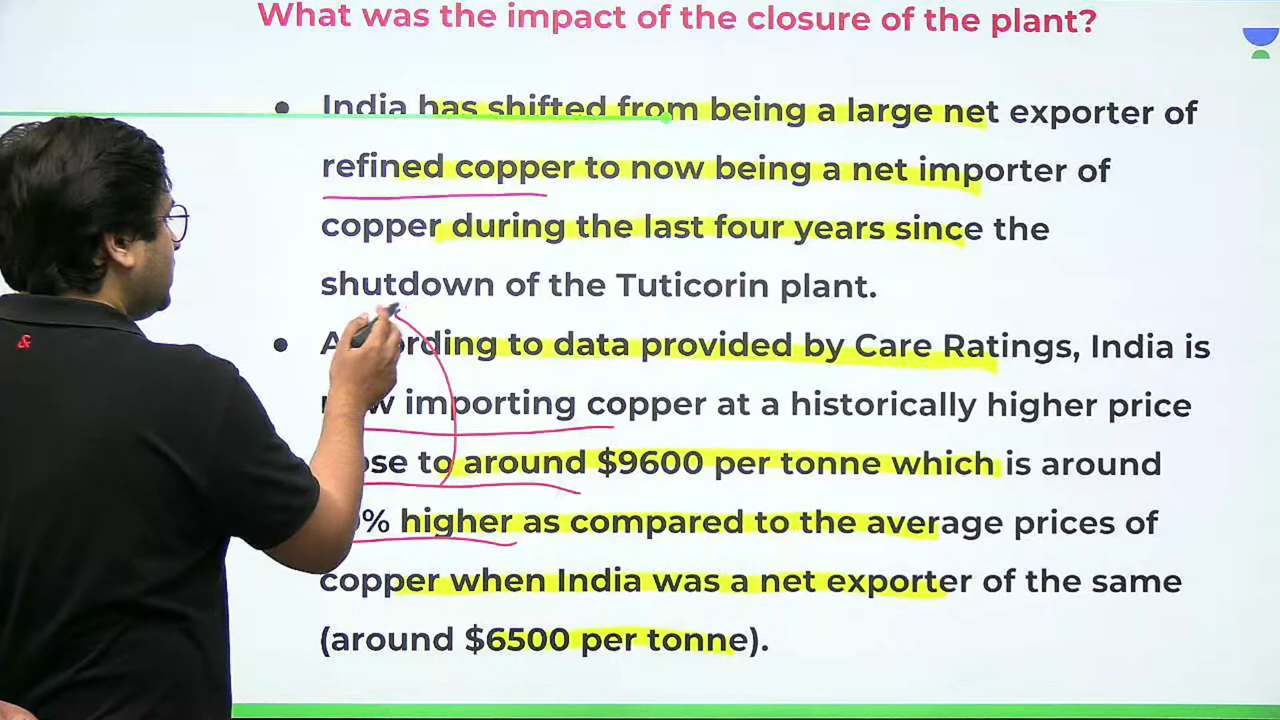 What was the impact of the closure of the plant?
• India has shifted from being a large net exporter of
refined copper to now being a net importer of
copper during the last four years since the
shutdown of the Tuticorin plant.
• According to data provided by Care Ratings, India is
importing copper at a historically higher price
to around $9600 per tonne which is around
% higher as compared to the average prices of
copper when India was a net exporter of the same
(around $6500 per tonne).
&